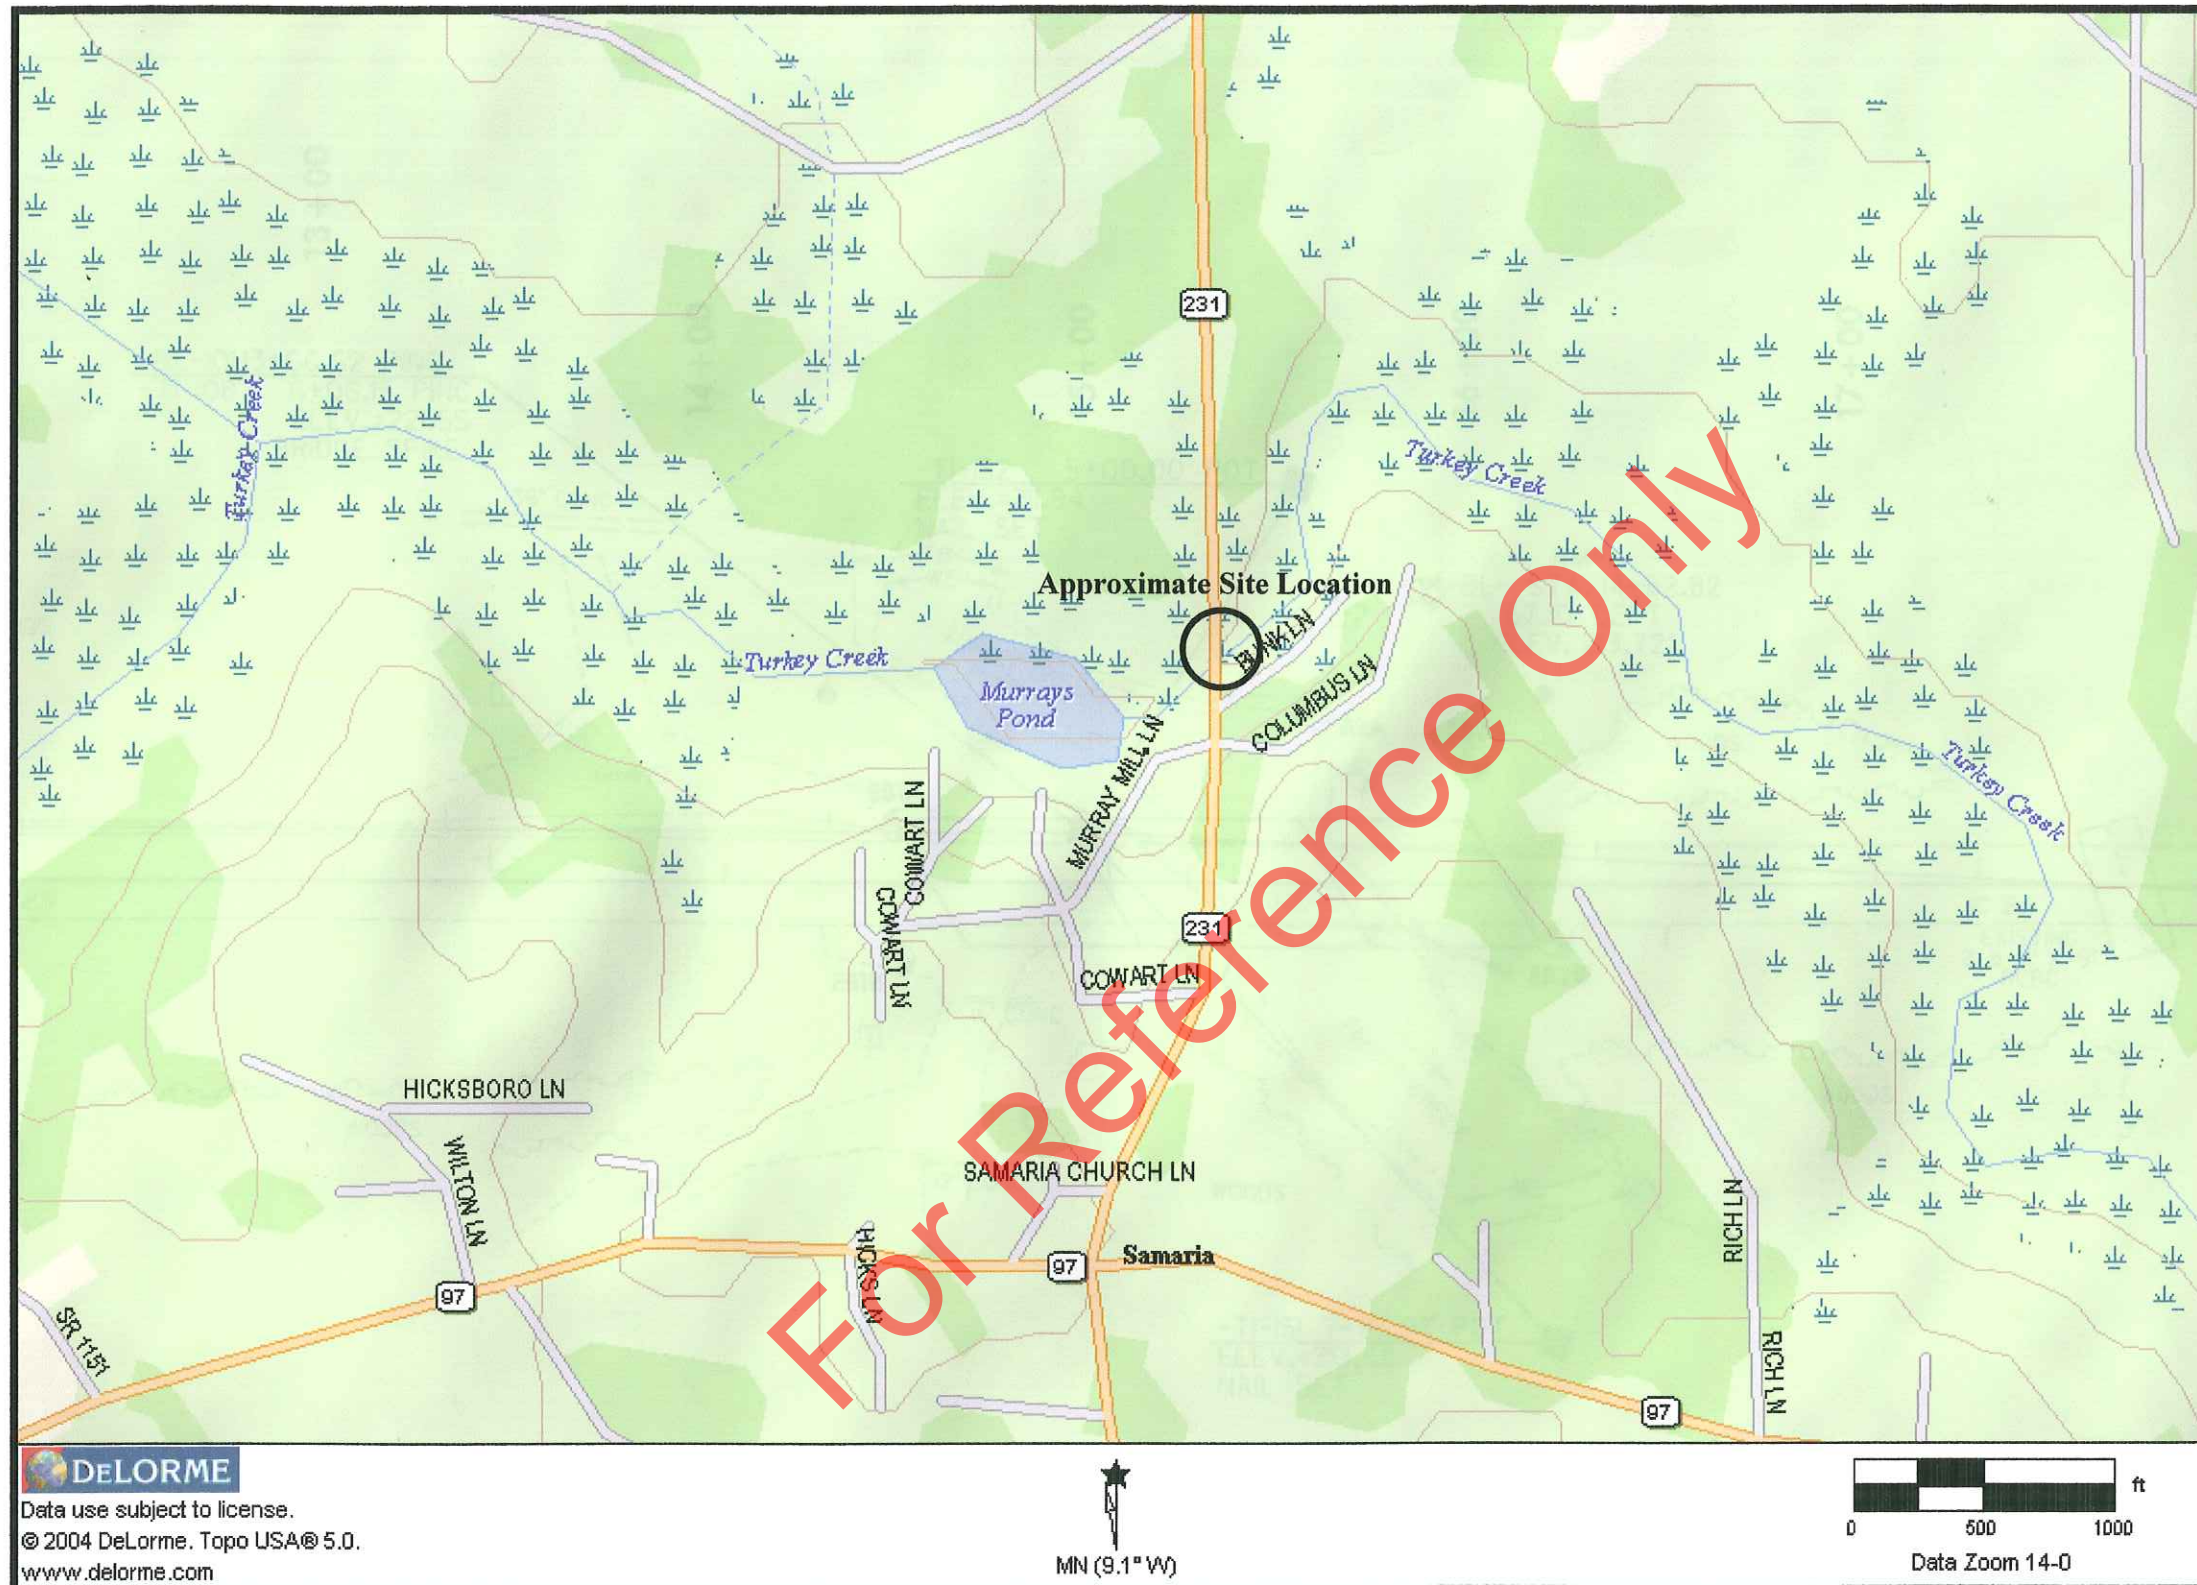 231
Turkey Creek
Turkey Creek
Approximate Site Location
BUNK LN
Turkey Creek
Murrays
Pond
COLUMBUS LN
MURRAY MILL LN
Turkey Creek
COWART LN
COWART LN
231
COWART LN
HICKSBORO LN
WILTON LN
SAMARIA CHURCH LN
RICH LN
HICKS LN
97
Samaria
97
SR 1151
RICH LN
97
For Reference Only
DELORME
Data use subject to license.
© 2004 DeLorme. Topo USA® 5.0.
www.delorme.com
MN (9.1° W)
ft
0 500 1000
Data Zoom 14-0